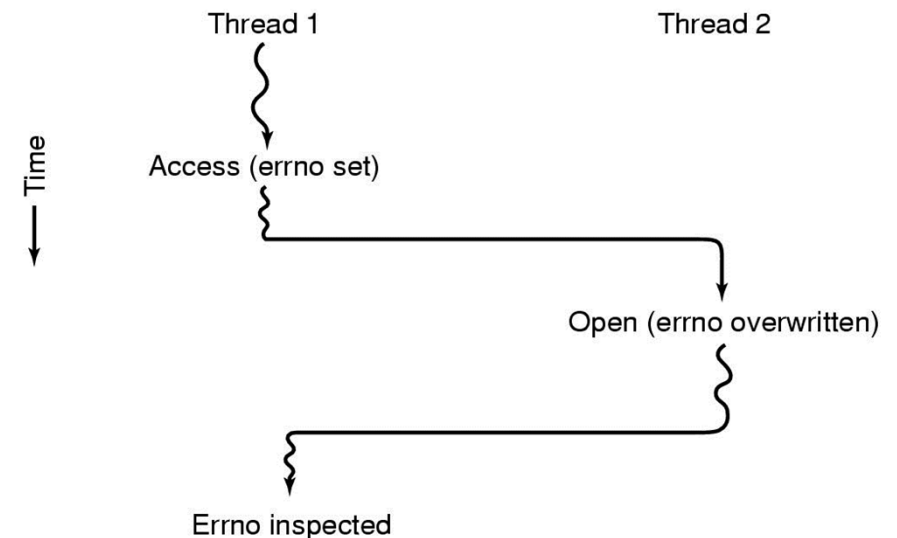 Thread 1
Thread 2
Time
Access (errno set)
Open (errno overwritten)
Errno inspected